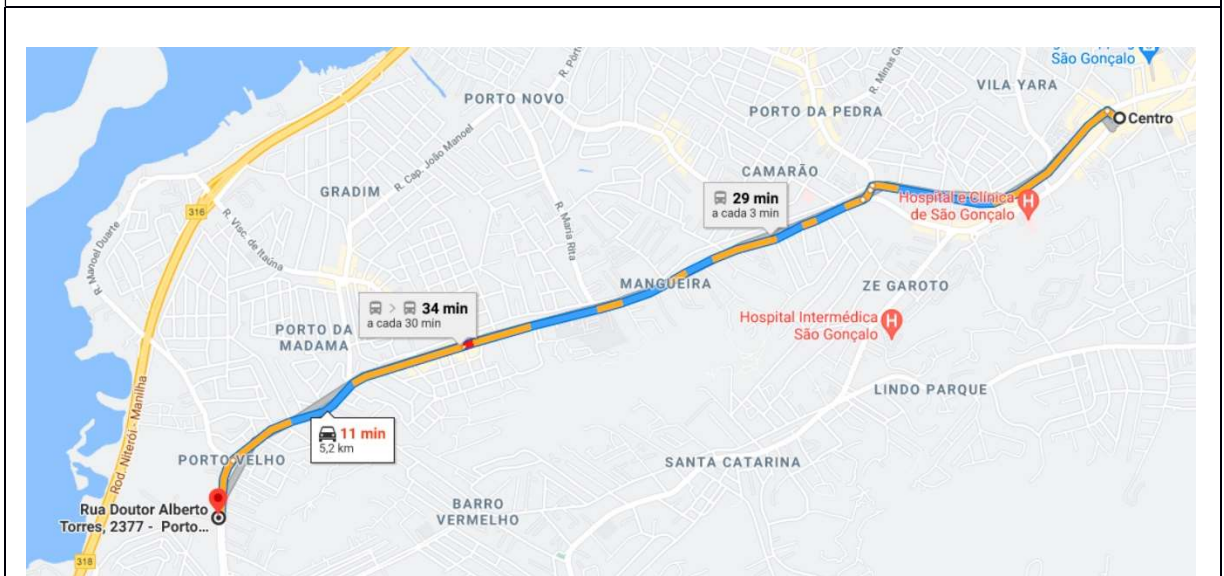 São Gonçalo
VILA YARA
R. Minas G
R. Pôrt
PORTO NOVO
PORTO DA PEDRA
Centro
R. Cap. João Manoel
CAMARÃO
GRADIM
29 min
a cada 3 min
Hospital e Clínica
de São Gonçalo
316
R. Visc. de Itaúna
R. Maria Rita
R. Manoel Duarte
MANGUEIRA
ZE GAROTO
34 min
a cada 30 min
Hospital Intermédica
São Gonçalo
PORTO DA
MADAMA
LINDO PARQUE
Rod. Niterói - Manilha
11 min
5,2 km
PORTO VELHO
SANTA CATARINA
Rua Doutor Alberto
Torres, 2377 - Porto...
BARRO
VERMELHO
318